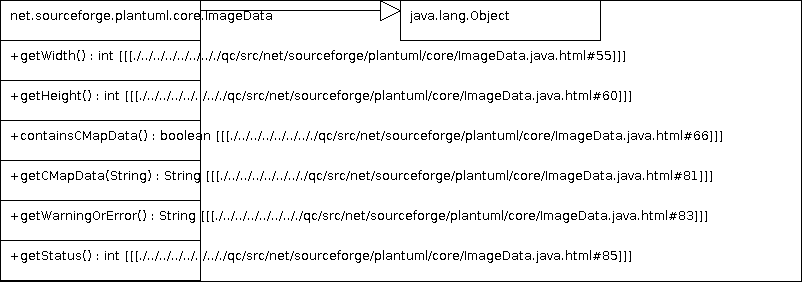 net.sourceforge.plantuml.core.ImageData
java.lang.Object
+getWidth() : int [[[./../../../../../../../qc/src/net/sourceforge/plantuml/core/ImageData.java.html#55]]]
+getHeight() : int [[[./../../../../../../../qc/src/net/sourceforge/plantuml/core/ImageData.java.html#60]]]
+containsCMapData() : boolean [[[./../../../../../../../qc/src/net/sourceforge/plantuml/core/ImageData.java.html#66]]]
+getCMapData(String) : String [[[./../../../../../../../qc/src/net/sourceforge/plantuml/core/ImageData.java.html#81]]]
+getWarningOrError() : String [[[./../../../../../../../qc/src/net/sourceforge/plantuml/core/ImageData.java.html#83]]]
+getStatus() : int [[[./../../../../../../../qc/src/net/sourceforge/plantuml/core/ImageData.java.html#85]]]